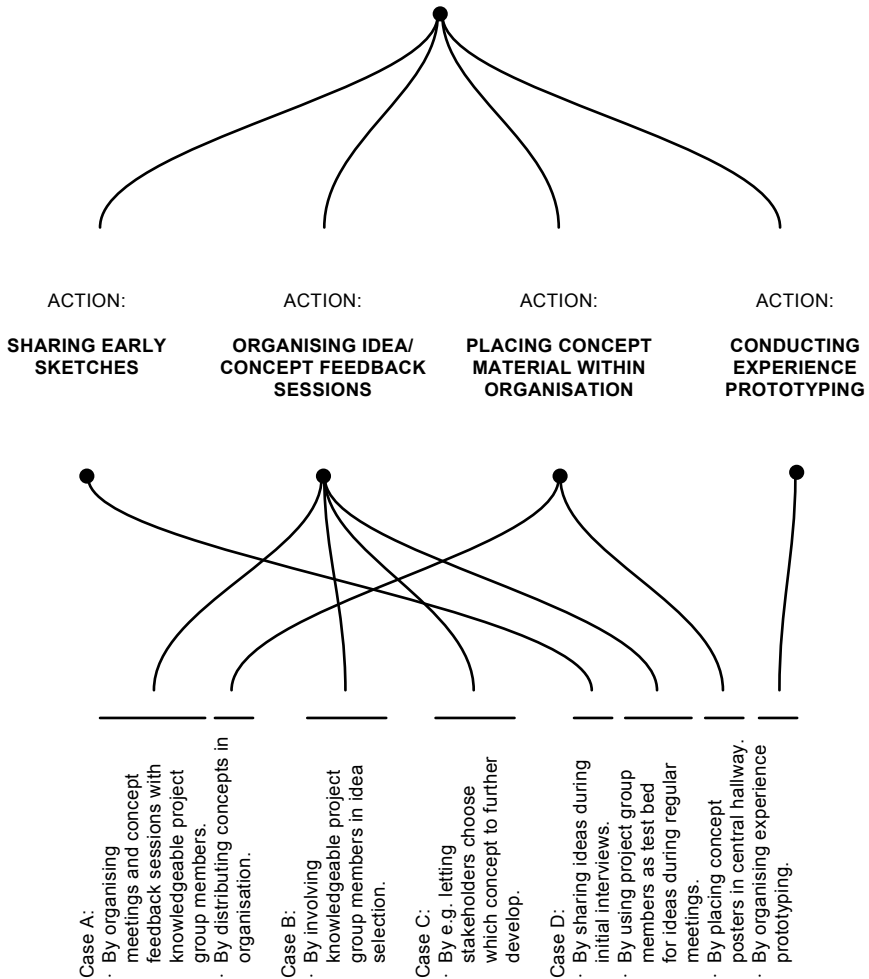 ACTION:
SHARING EARLY
SKETCHES
ACTION:
ORGANISING IDEA/
CONCEPT FEEDBACK
SESSIONS
ACTION:
PLACING CONCEPT
MATERIAL WITHIN
ORGANISATION
ACTION:
CONDUCTING
EXPERIENCE
PROTOTYPING
Case A:
· By organising
meetings and concept
feedback sessions with
knowledgeable project
group members.
· By distributing concepts in
organisation.
Case B:
· By involving
knowledgeable project
group members in idea
selection.
Case C:
· By e.g. letting
stakeholders choose
which concept to further
develop.
Case D:
· By sharing ideas during
initial interviews.
· By using project group
members as test bed
for ideas during regular
meetings.
· By placing concept
posters in central hallway.
· By organising experience
prototyping.